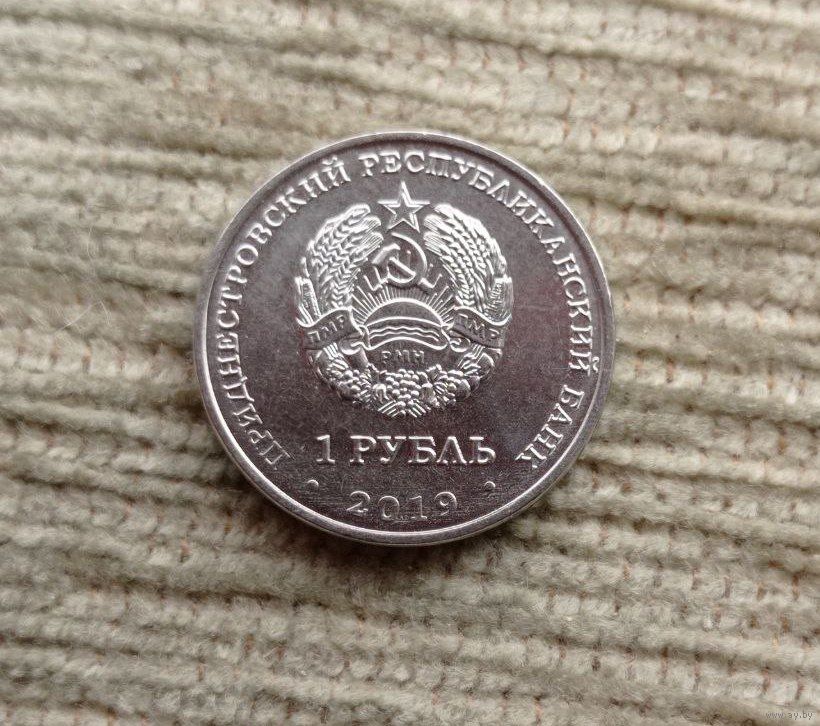 ПРИДНЕСТРОВСКИЙ РЕСПУБЛИКАНСКИЙ БАНК
ПМР
РМН
ПМР
1 РУБЛЬ
· 2019 ·
www.ay.by